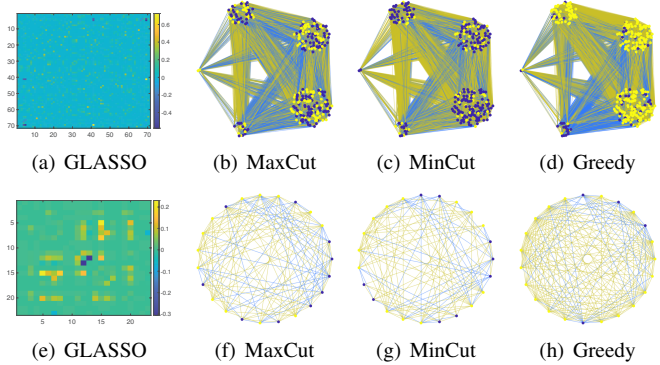 10
20
30
40
50
60
70
10 20 30 40 50 60 70
0.6
0.4
0.2
0
-0.2
-0.4
(a) GLASSO
(b) MaxCut
(c) MinCut
(d) Greedy
5
10
15
20
5 10 15 20
0.2
0.1
0
-0.1
-0.2
-0.3
(e) GLASSO
(f) MaxCut
(g) MinCut
(h) Greedy